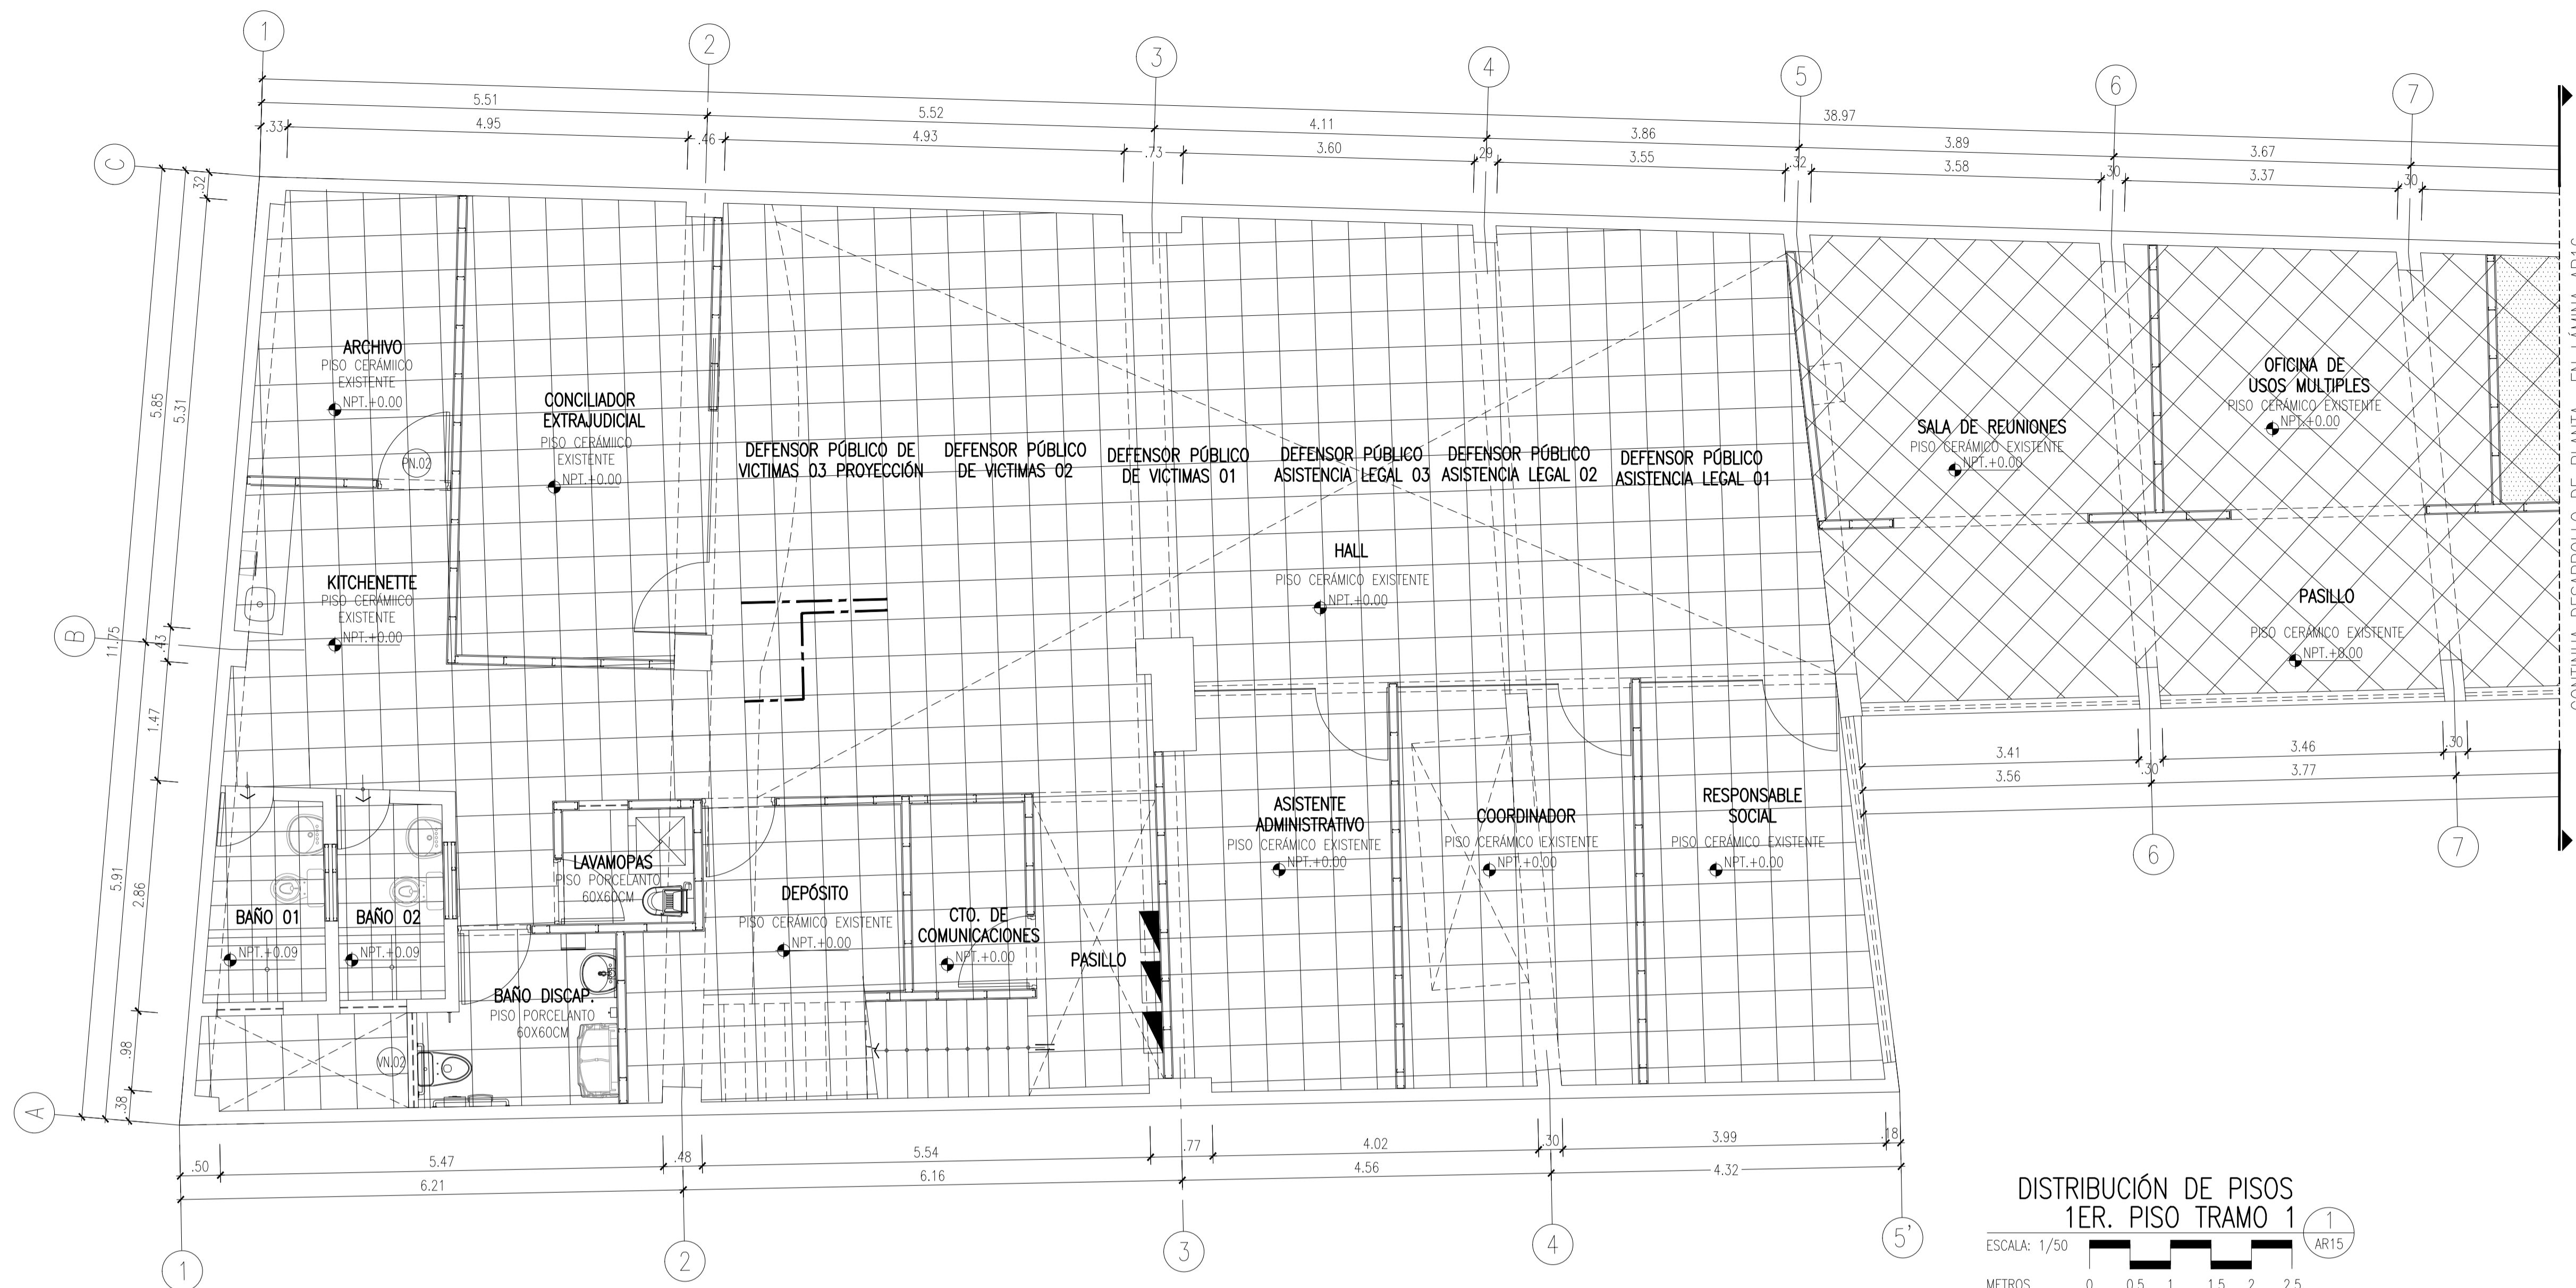 1
2
3
4
5
6
7
38.97
5.51
5.52
4.11
3.86
3.89
3.67
.33
4.95
.46
4.93
.73
3.60
.29
3.55
.32
3.58
.30
3.37
.30
C
B
A
.32
5.85
5.31
11.75
.43
1.47
5.91
2.86
.98
.38
ARCHIVO
PISO CERÁMIICO
EXISTENTE
NPT.+0.00
PN.02
CONCILIADOR
EXTRAJUDICIAL
PISO CERÁMIICO
EXISTENTE
NPT.+0.00
DEFENSOR PÚBLICO DE
VICTIMAS 03 PROYECCIÓN
DEFENSOR PÚBLICO
DE VICTIMAS 02
DEFENSOR PÚBLICO
DE VICTIMAS 01
DEFENSOR PÚBLICO
ASISTENCIA LEGAL 03
DEFENSOR PÚBLICO
ASISTENCIA LEGAL 02
DEFENSOR PÚBLICO
ASISTENCIA LEGAL 01
SALA DE REUNIONES
PISO CERÁMICO EXISTENTE
NPT.+0.00
OFICINA DE
USOS MULTIPLES
PISO CERÁMICO EXISTENTE
NPT.+0.00
HALL
PISO CERÁMICO EXISTENTE
NPT.+0.00
KITCHENETTE
PISO CERÁMIICO
EXISTENTE
NPT.+0.00
PASILLO
PISO CERÁMICO EXISTENTE
NPT.+0.00
3.41
.30
3.46
.30
3.56
3.77
6
7
LAVAMOPAS
PISO PORCELANTO
60X60CM
DEPÓSITO
PISO CERÁMICO EXISTENTE
NPT.+0.00
CTO. DE
COMUNICACIONES
NPT.+0.00
PASILLO
ASISTENTE
ADMINISTRATIVO
PISO CERÁMICO EXISTENTE
NPT.+0.00
COORDINADOR
PISO CERÁMICO EXISTENTE
NPT.+0.00
RESPONSABLE
SOCIAL
PISO CERÁMICO EXISTENTE
NPT.+0.00
BAÑO 01
NPT.+0.09
BAÑO 02
NPT.+0.09
BAÑO DISCAP.
PISO PORCELANTO
60X60CM
VN.02
.50
5.47
.48
5.54
.77
4.02
.30
3.99
.18
6.21
6.16
4.56
4.32
1
2
3
4
5'
DISTRIBUCIÓN DE PISOS
1ER. PISO TRAMO 1
1
AR15
ESCALA: 1/50
METROS 0 0.5 1 1.5 2 2.5